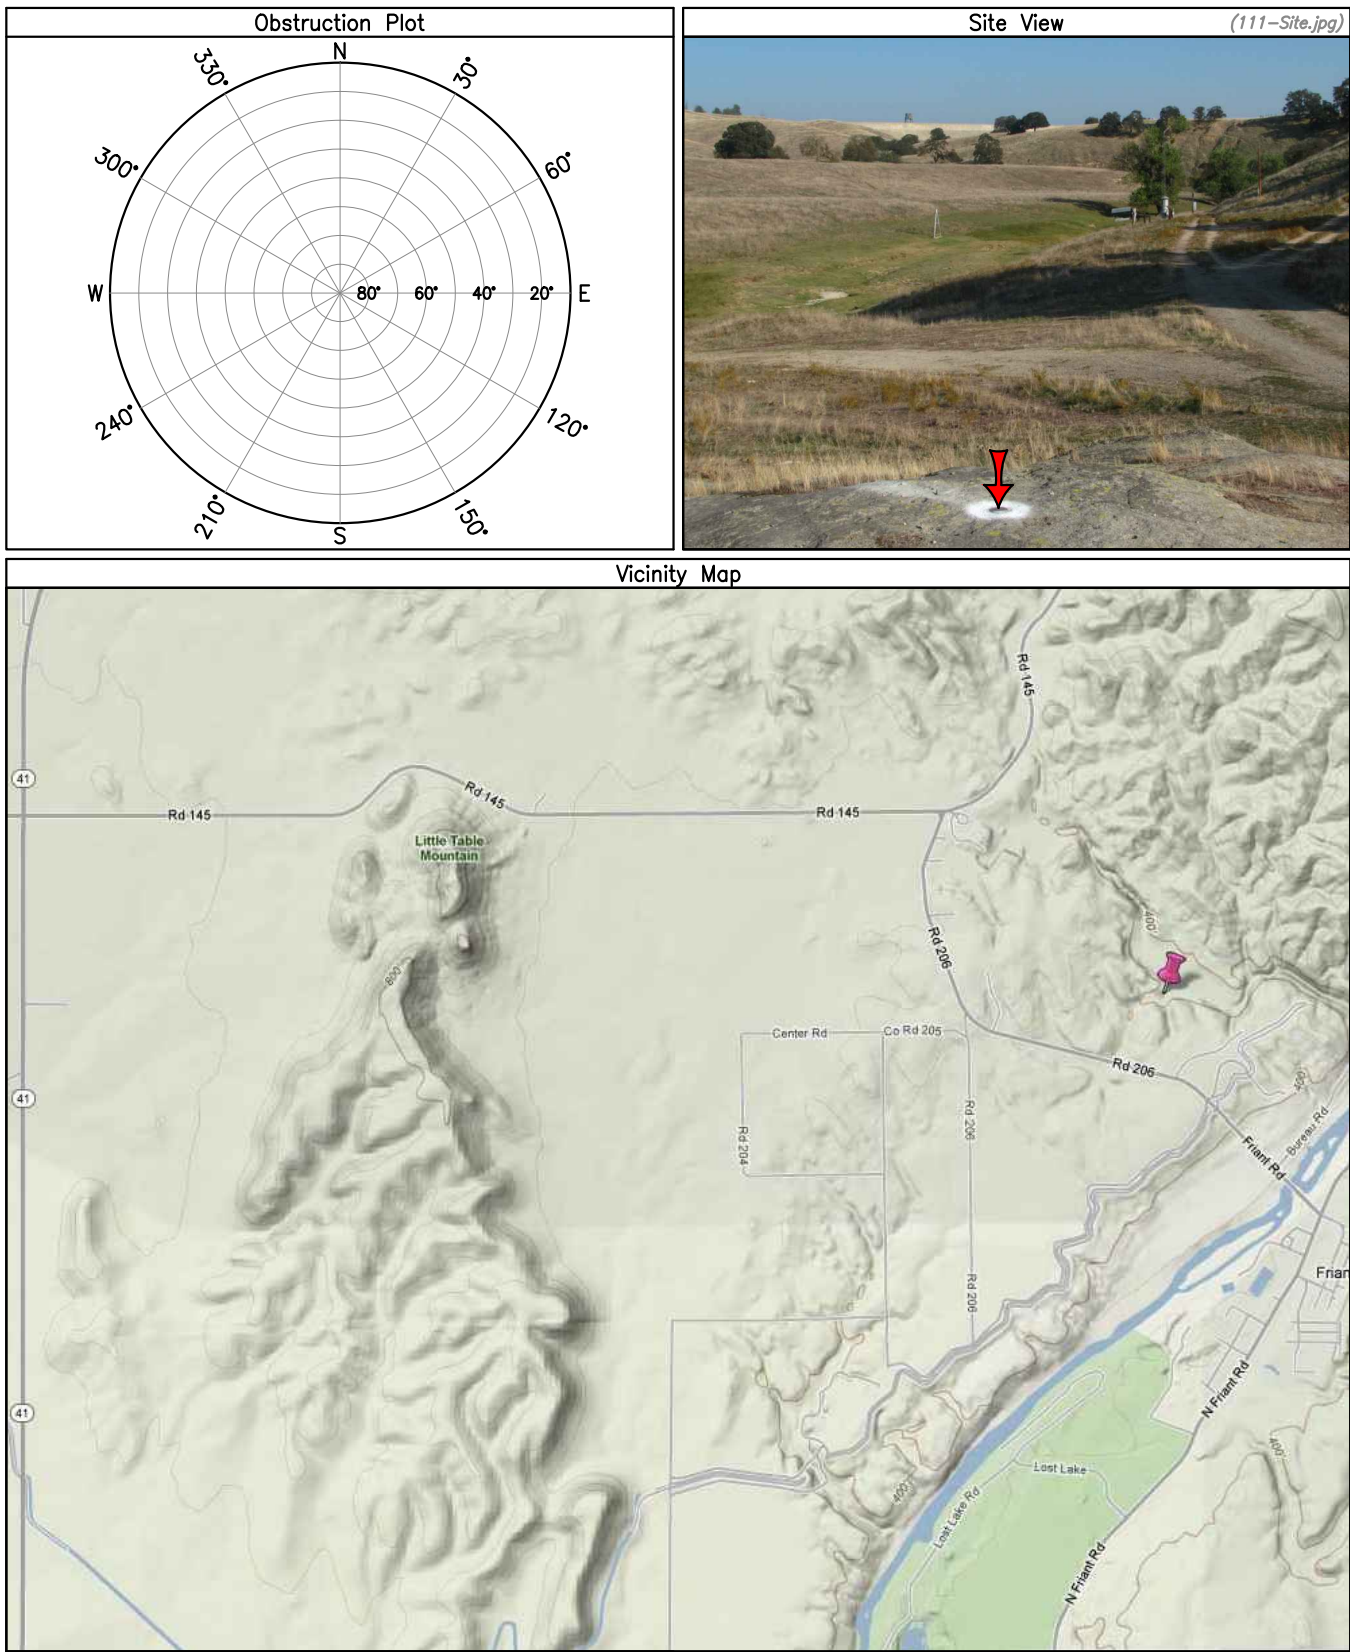 Obstruction Plot
N
330°
30°
300°
60°
W
80°
60°
40°
20°
E
240°
120°
210°
150°
S
Site View
(111-Site.jpg)
Vicinity Map
Rd 145
41
Rd 145
Rd 145
Rd 145
Little Table
Mountain
400'
Rd 206
800'
Center Rd
Co Rd 205
Rd 206
400'
41
Rd 204
Rd 206
Bureau Rd
Friant Rd
Friant
Rd 206
N Friant Rd
41
400'
Lost Lake
400'
Lost Lake Rd
N Friant Rd